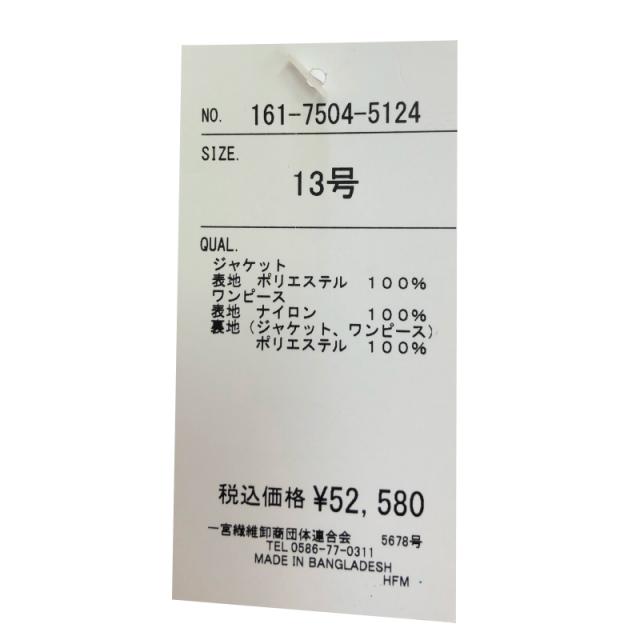 NO. 161-7504-5124
SIZE.
13号
QUAL.
ジャケット
表地 ポリエステル 100%
ワンピース
表地 ナイロン 100%
裏地(ジャケット、ワンピース)
ポリエステル 100%
税込価格 ¥52,580
一宮繊維卸商団体連合会 5678号
TEL 0586-77-0311
MADE IN BANGLADESH
HFM